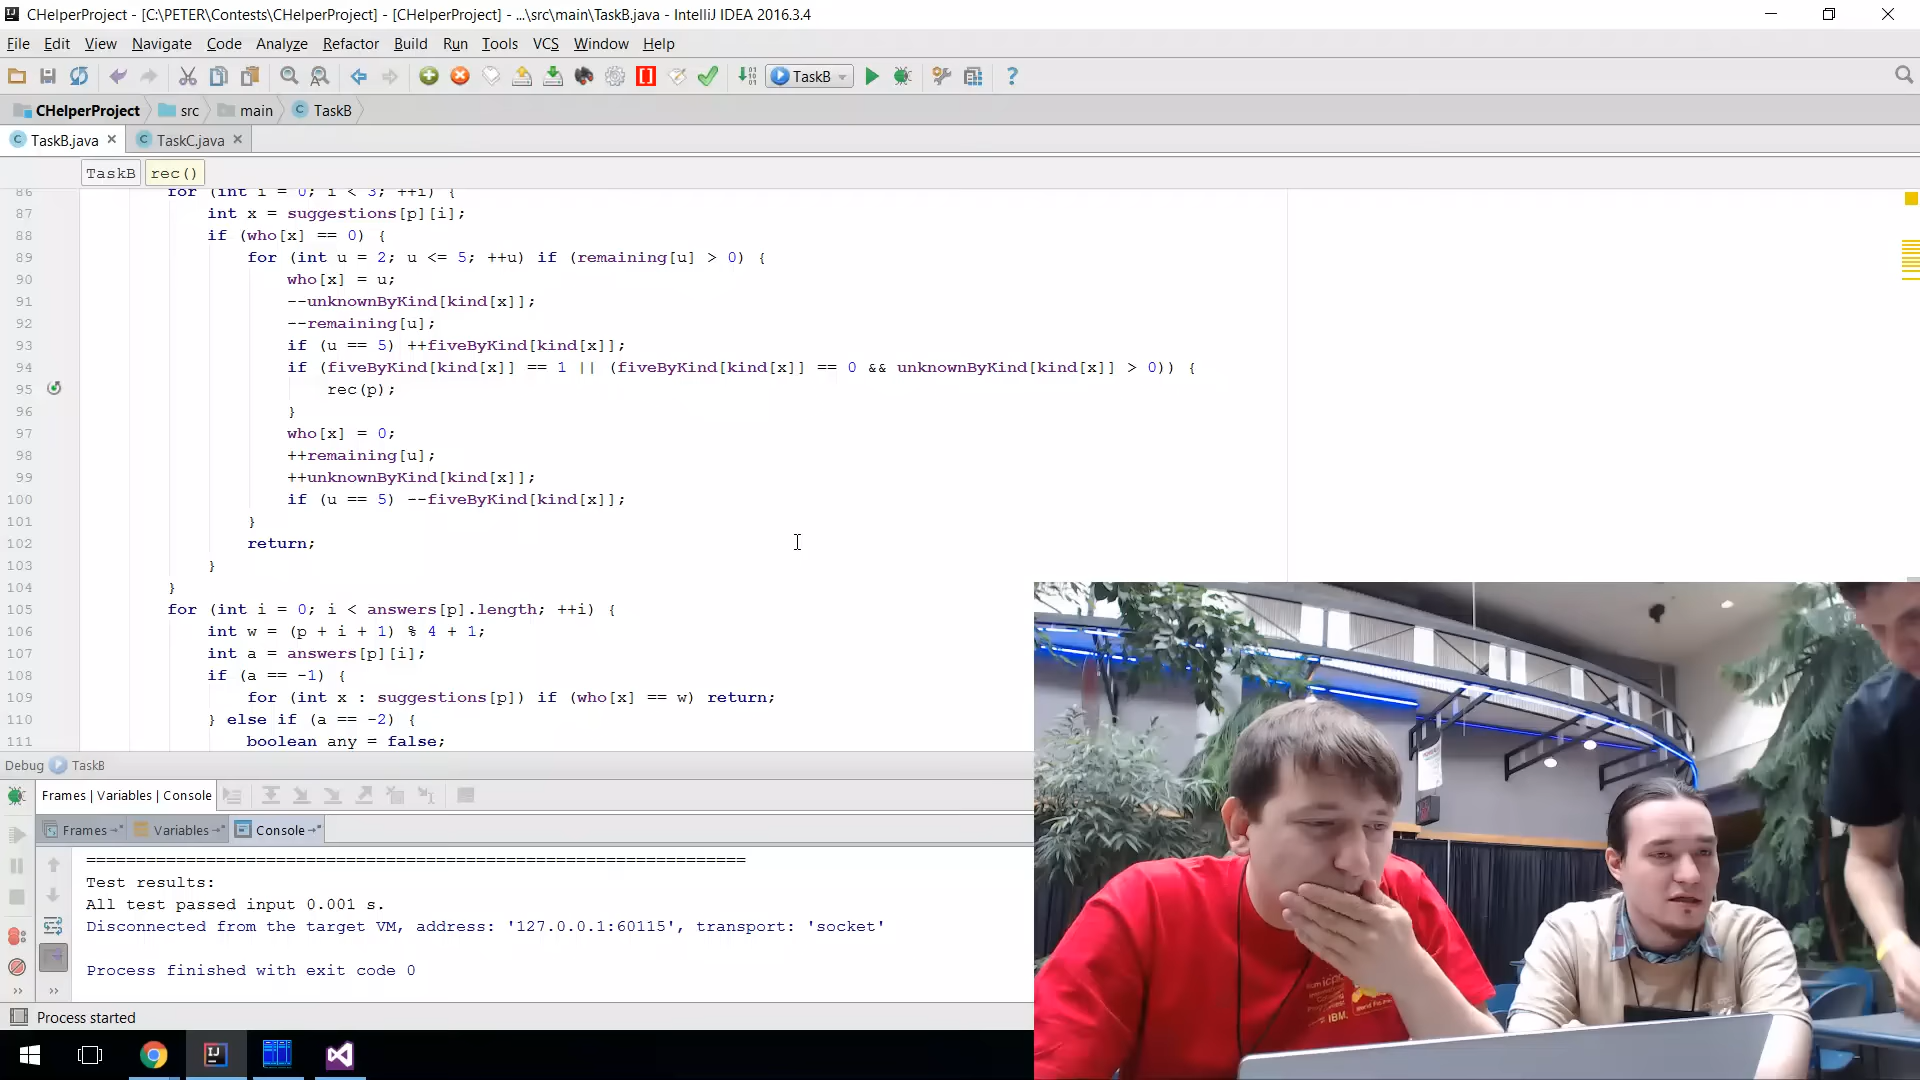 CHelperProject - [C:\PETER\Contests\CHelperProject] - [CHelperProject] - ...\src\main\TaskB.java - IntelliJ IDEA 2016.3.4
File Edit View Navigate Code Analyze Refactor Build Run Tools VCS Window Help
TaskB
CHelperProject src main TaskB
TaskB.java TaskC.java
TaskB rec()
86 for (int i = 0; i < 3; ++i) {
87 int x = suggestions[p][i];
88 if (who[x] == 0) {
89 for (int u = 2; u <= 5; ++u) if (remaining[u] > 0) {
90 who[x] = u;
91 --unknownByKind[kind[x]];
92 --remaining[u];
93 if (u == 5) ++fiveByKind[kind[x]];
94 if (fiveByKind[kind[x]] == 1 || (fiveByKind[kind[x]] == 0 && unknownByKind[kind[x]] > 0)) {
95 rec(p);
96 }
97 who[x] = 0;
98 ++remaining[u];
99 ++unknownByKind[kind[x]];
100 if (u == 5) --fiveByKind[kind[x]];
101 }
102 return;
103 }
104 }
105 for (int i = 0; i < answers[p].length; ++i) {
106 int w = (p + i + 1) % 4 + 1;
107 int a = answers[p][i];
108 if (a == -1) {
109 for (int x : suggestions[p]) if (who[x] == w) return;
110 } else if (a == -2) {
111 boolean any = false;
Debug TaskB
Frames | Variables | Console
Frames Variables Console
===================================================================
Test results:
All test passed input 0.001 s.
Disconnected from the target VM, address: '127.0.0.1:60115', transport: 'socket'
Process finished with exit code 0
Process started
icpc
IBM.